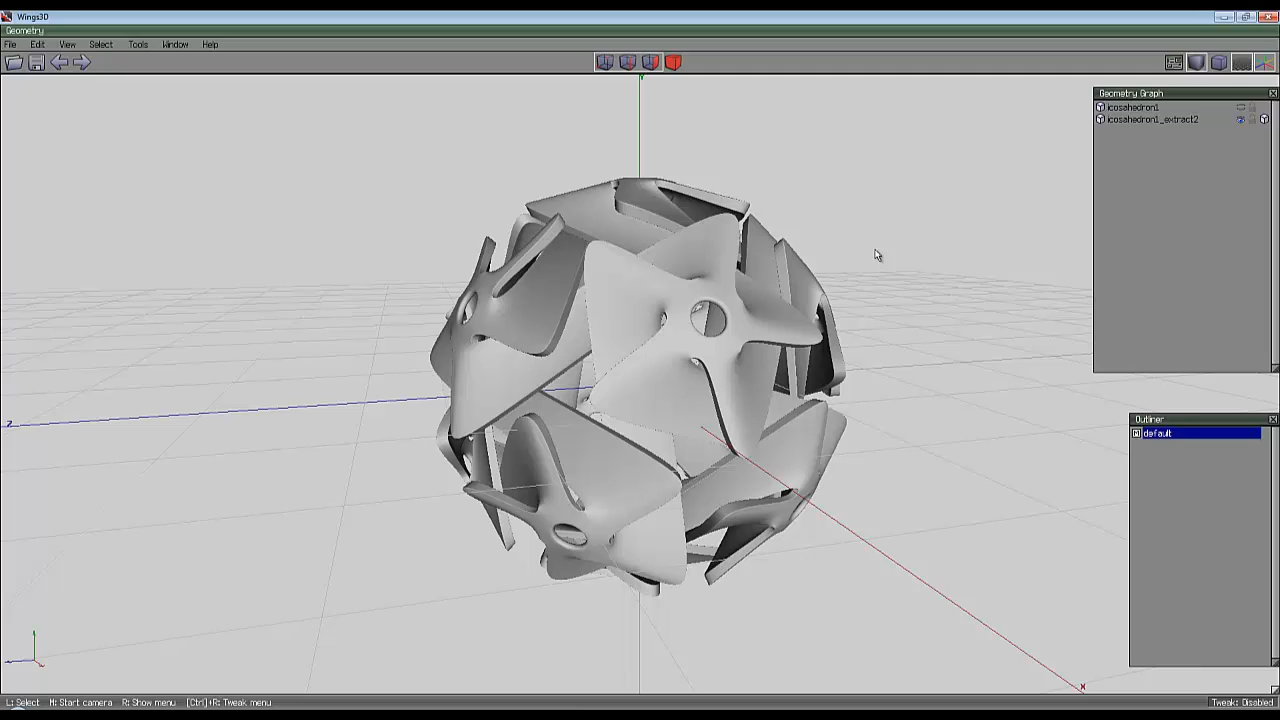 Wings3D
Geometry
File Edit View Select Tools Window Help
Y
Geometry Graph
icosahedron1
icosahedron1_extract2
Z
Outliner
default
X
L: Select M: Start camera R: Show menu [Ctrl]+R: Tweak menu
Tweak: Disabled